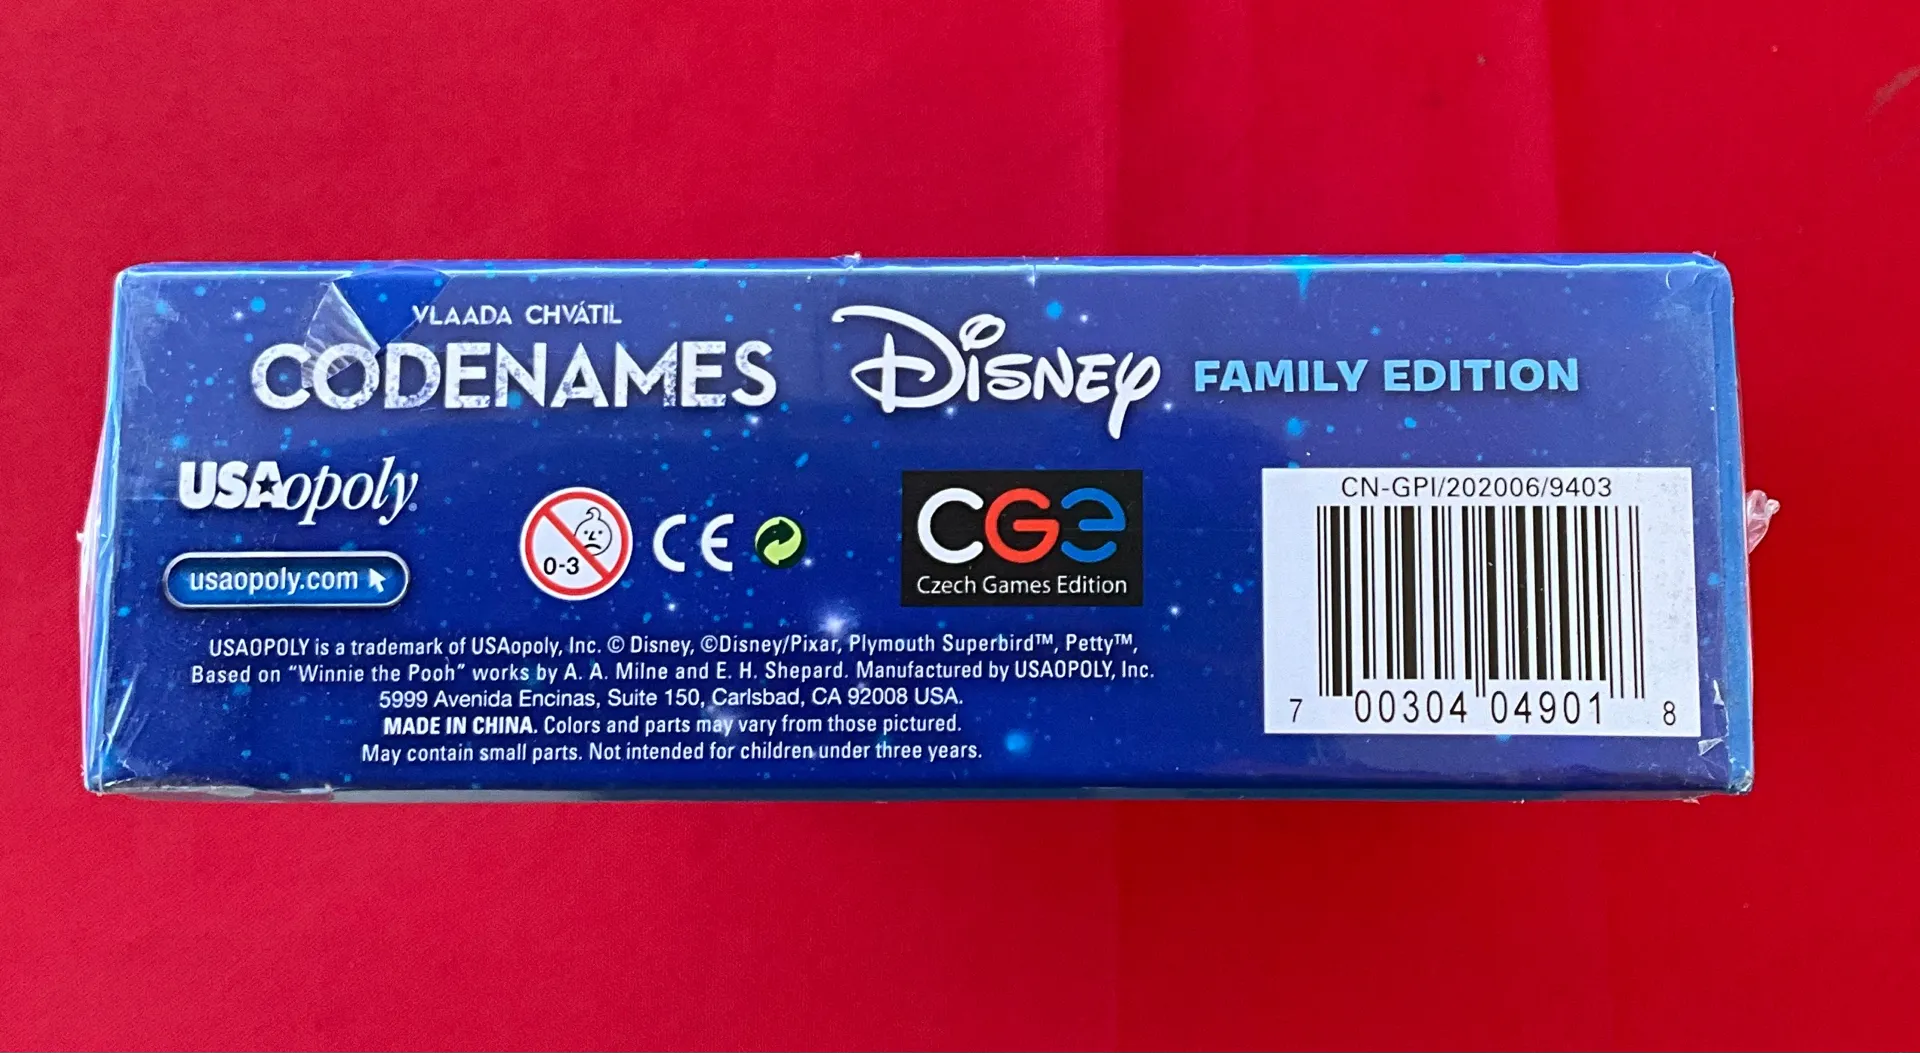 VLAADA CHVÁTIL
CODENAMES Disney FAMILY EDITION
USAopoly
usaopoly.com
0-3
CE
CGE
Czech Games Edition
CN-GPI/202006/9403
7 00304 04901 8
USAOPOLY is a trademark of USAopoly, Inc. © Disney, ©Disney/Pixar, Plymouth Superbird™, Petty™,
Based on “Winnie the Pooh” works by A. A. Milne and E. H. Shepard. Manufactured by USAOPOLY, Inc.
5999 Avenida Encinas, Suite 150, Carlsbad, CA 92008 USA.
MADE IN CHINA. Colors and parts may vary from those pictured.
May contain small parts. Not intended for children under three years.